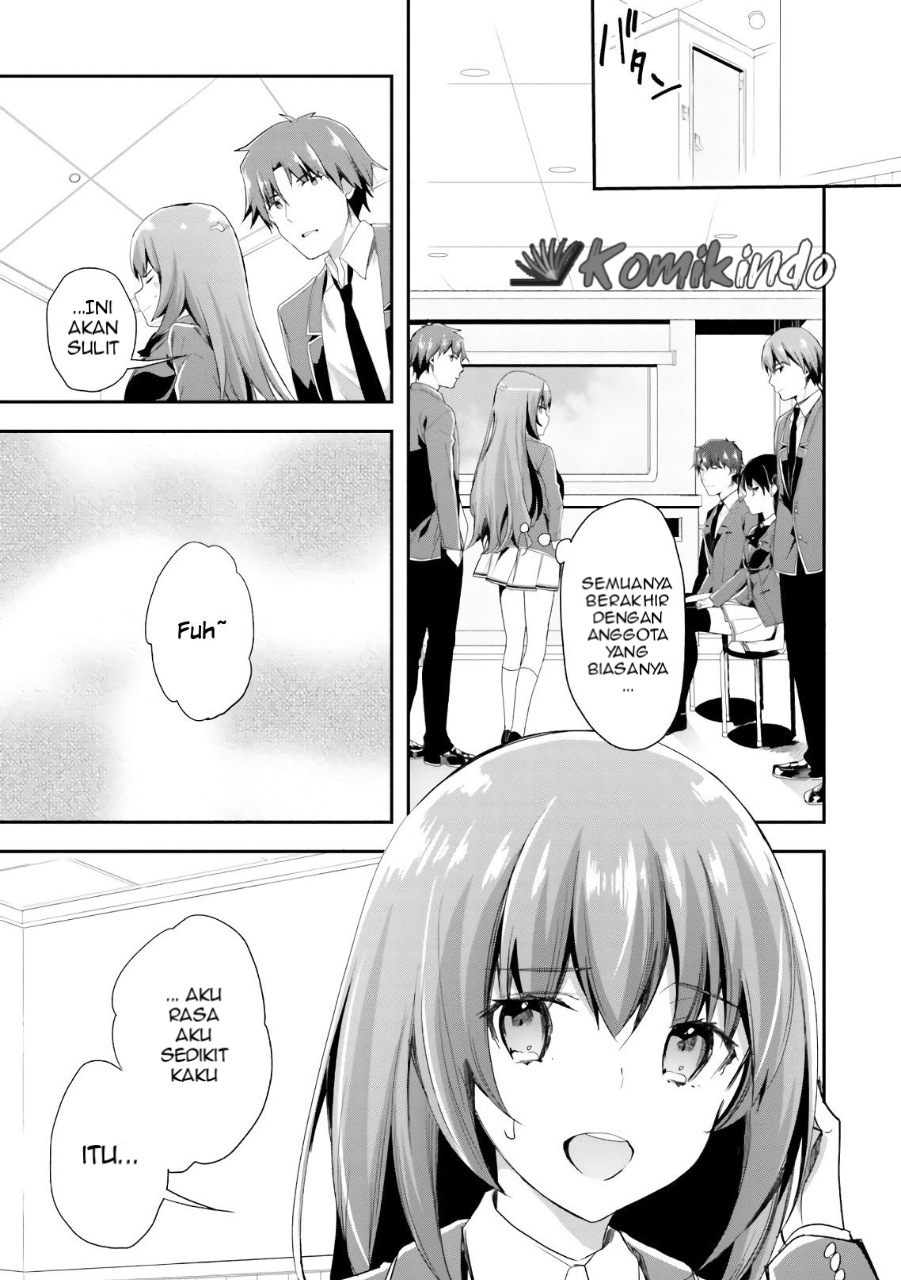 バタン
Komikindo
SEMUANYA
BERAKHIR
DENGAN
ANGGOTA
YANG
BIASANYA
...
...INI
AKAN
SULIT
Fuh~
... AKU
RASA
AKU
SEDIKIT
KAKU
ITU...